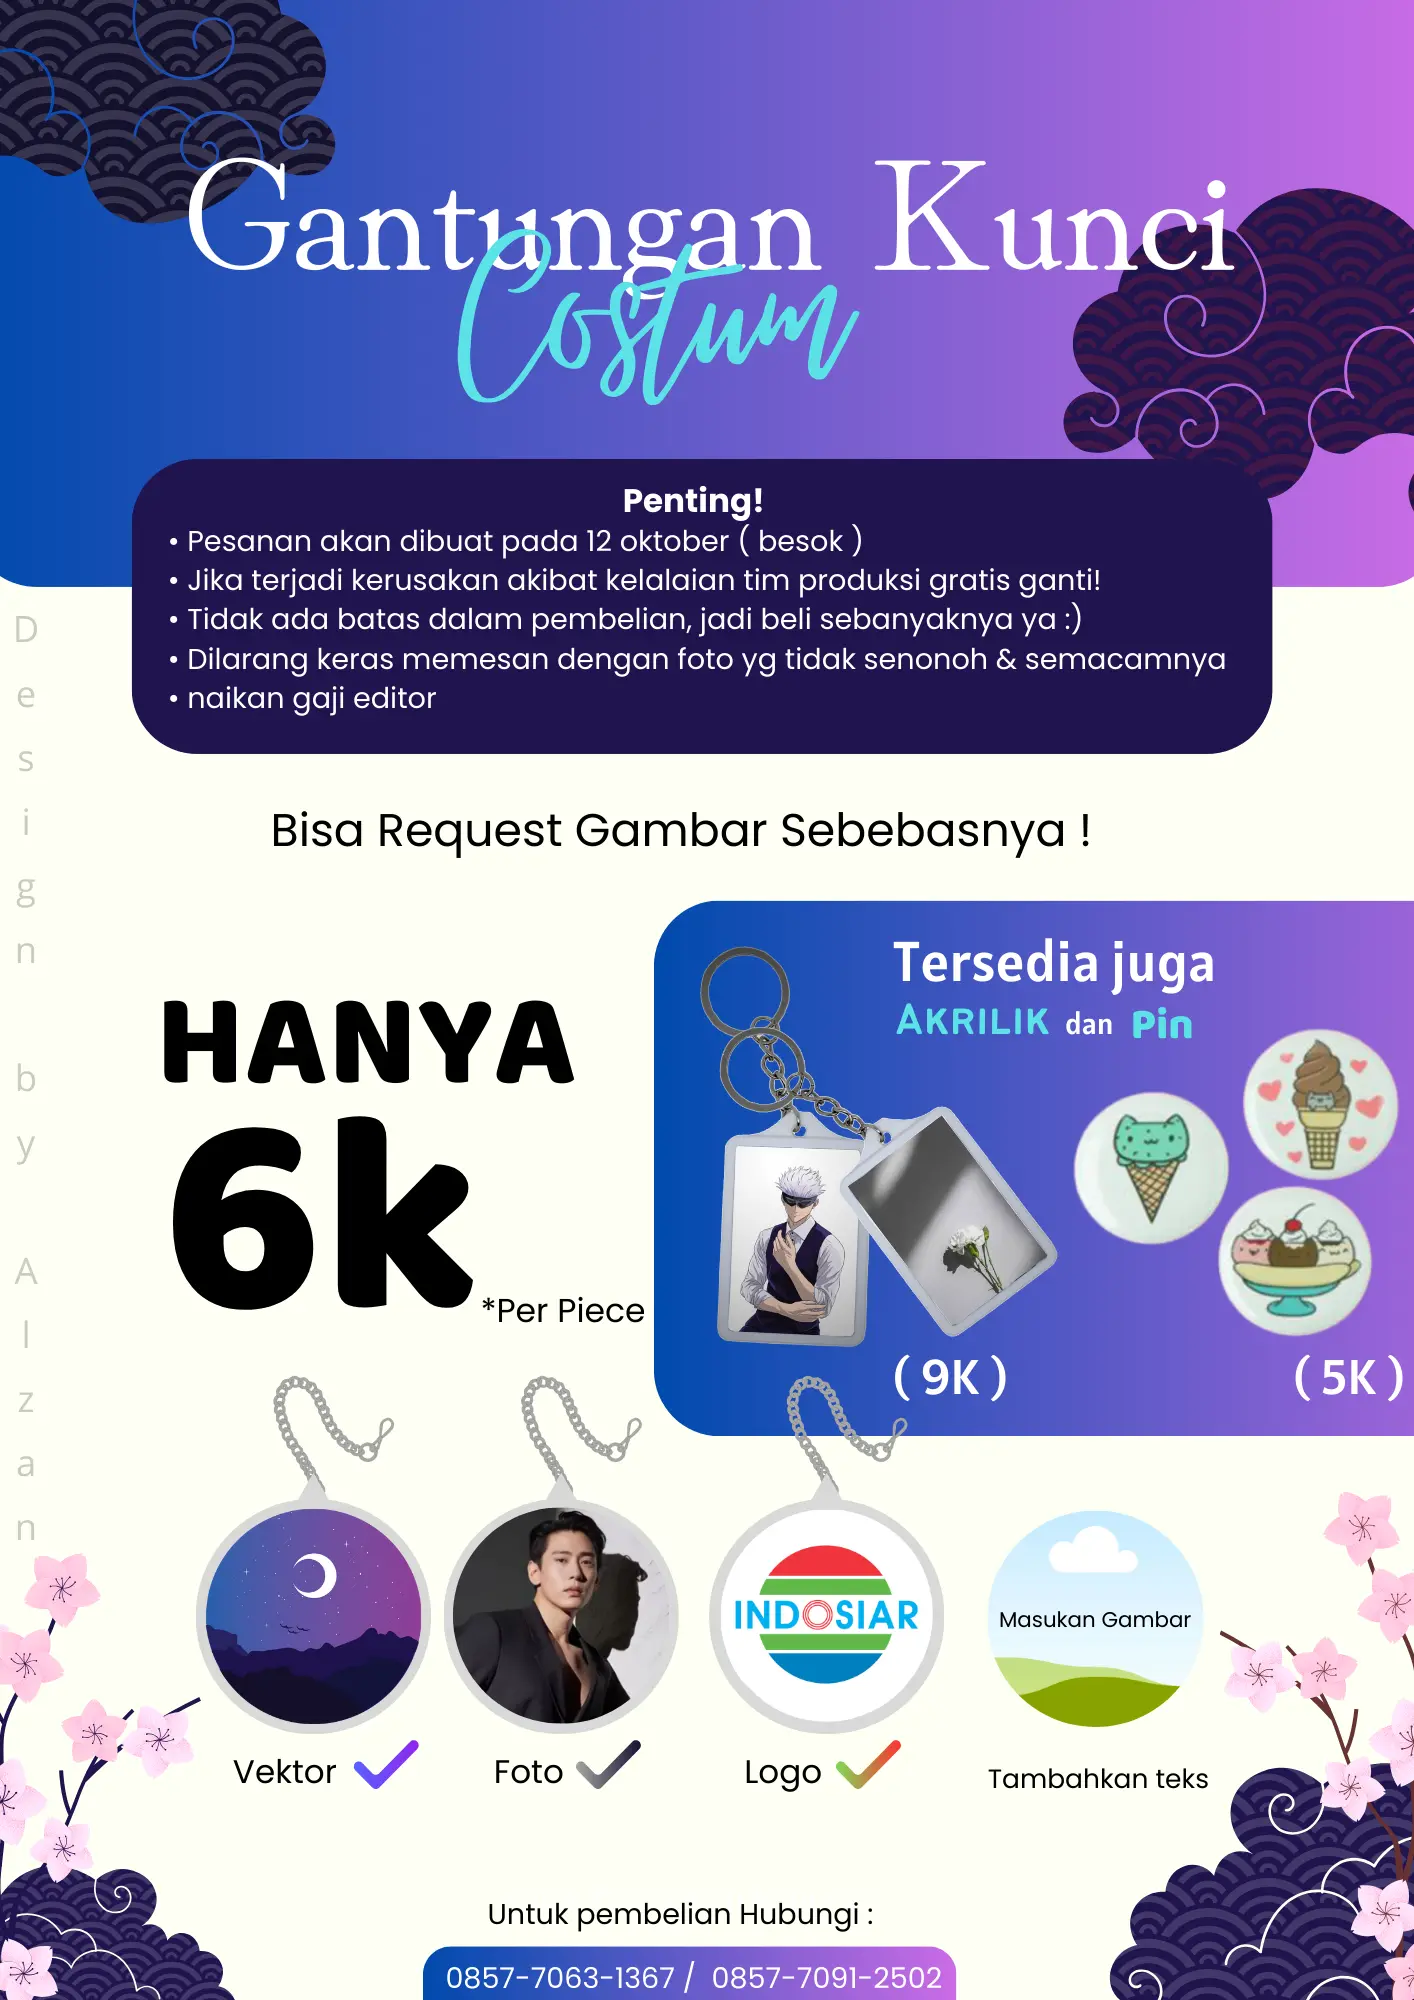 Gantungan Kunci
Costum
Penting!
• Pesanan akan dibuat pada 12 oktober ( besok )
• Jika terjadi kerusakan akibat kelalaian tim produksi gratis ganti!
• Tidak ada batas dalam pembelian, jadi beli sebanyaknya ya :)
• Dilarang keras memesan dengan foto yg tidak senonoh & semacamnya
• naikan gaji editor
Design by Alzan
Bisa Request Gambar Sebebasnya !
HANYA
6k
*Per Piece
Tersedia juga
AKRILIK dan Pin
( 9K )
( 5K )
INDOSIAR
Masukan Gambar
Vektor
Foto
Logo
Tambahkan teks
Untuk pembelian Hubungi :
0857-7063-1367 / 0857-7091-2502